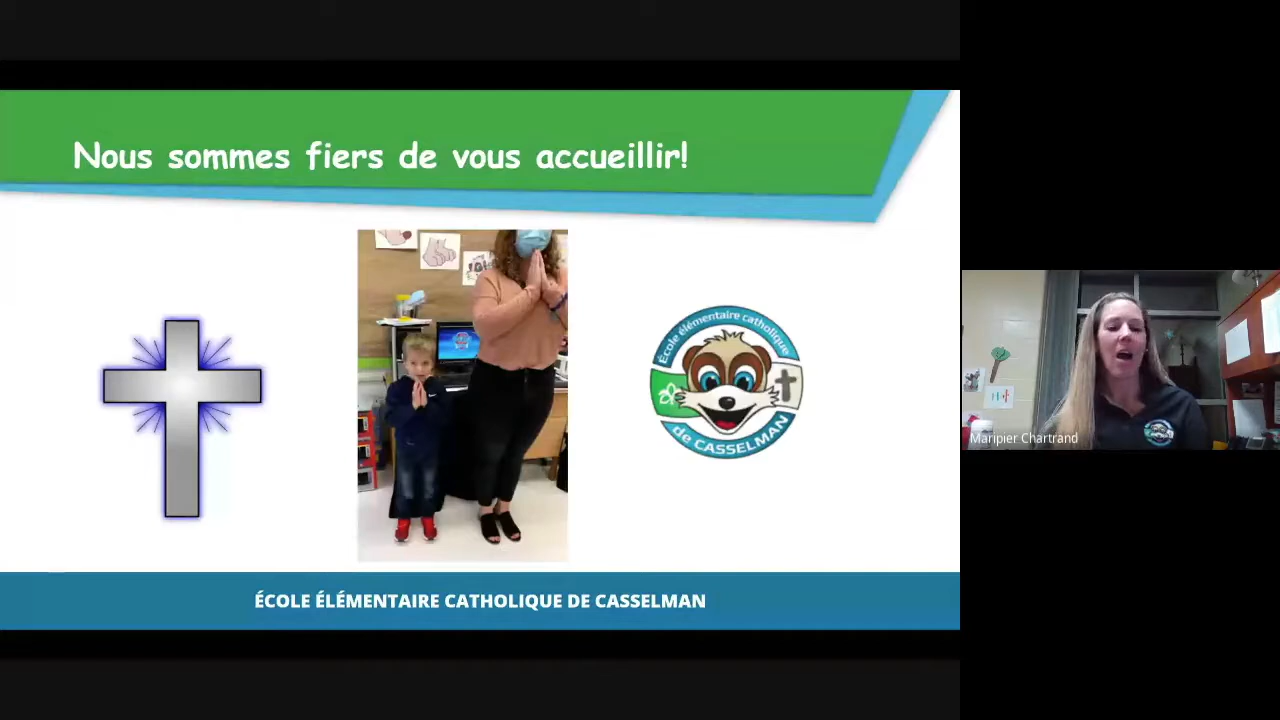 Nous sommes fiers de vous accueillir!
École élémentaire catholique
de CASSELMAN
Maripier Chartrand
ÉCOLE ÉLÉMENTAIRE CATHOLIQUE DE CASSELMAN